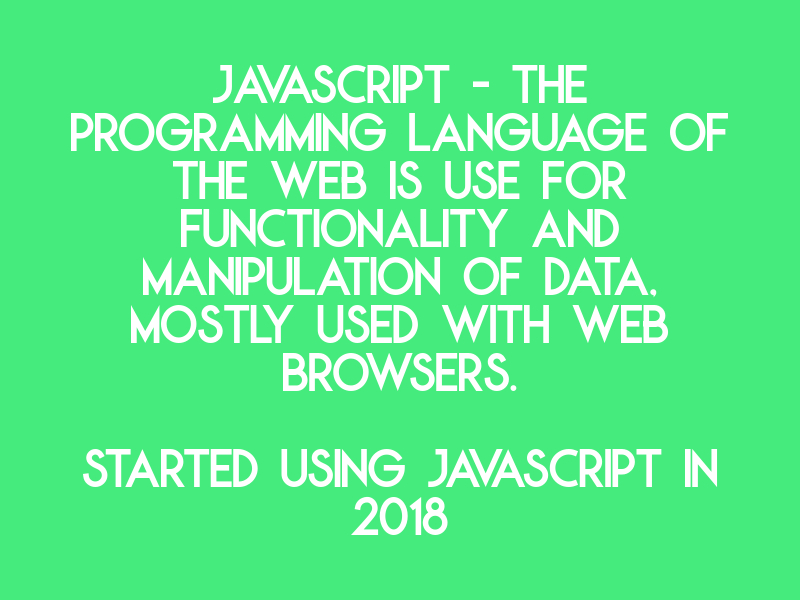 JAVASCRIPT - THE
PROGRAMMING LANGUAGE OF
THE WEB IS USE FOR
FUNCTIONALITY AND
MANIPULATION OF DATA,
MOSTLY USED WITH WEB
BROWSERS.
STARTED USING JAVASCRIPT IN
2018